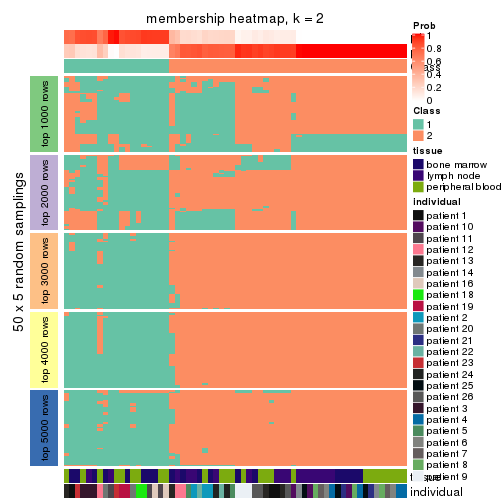 membership heatmap, k = 2
50 x 5 random samplings
top 1000 rows
top 2000 rows
top 3000 rows
top 4000 rows
top 5000 rows
Prob
1
0.8
0.6
0.4
0.2
0
Class
1
2
tissue
bone marrow
lymph node
peripheral blood
individual
patient 1
patient 10
patient 11
patient 12
patient 13
patient 14
patient 16
patient 18
patient 19
patient 2
patient 20
patient 21
patient 22
patient 23
patient 24
patient 25
patient 26
patient 3
patient 4
patient 5
patient 6
patient 7
patient 8
patient 9
individual